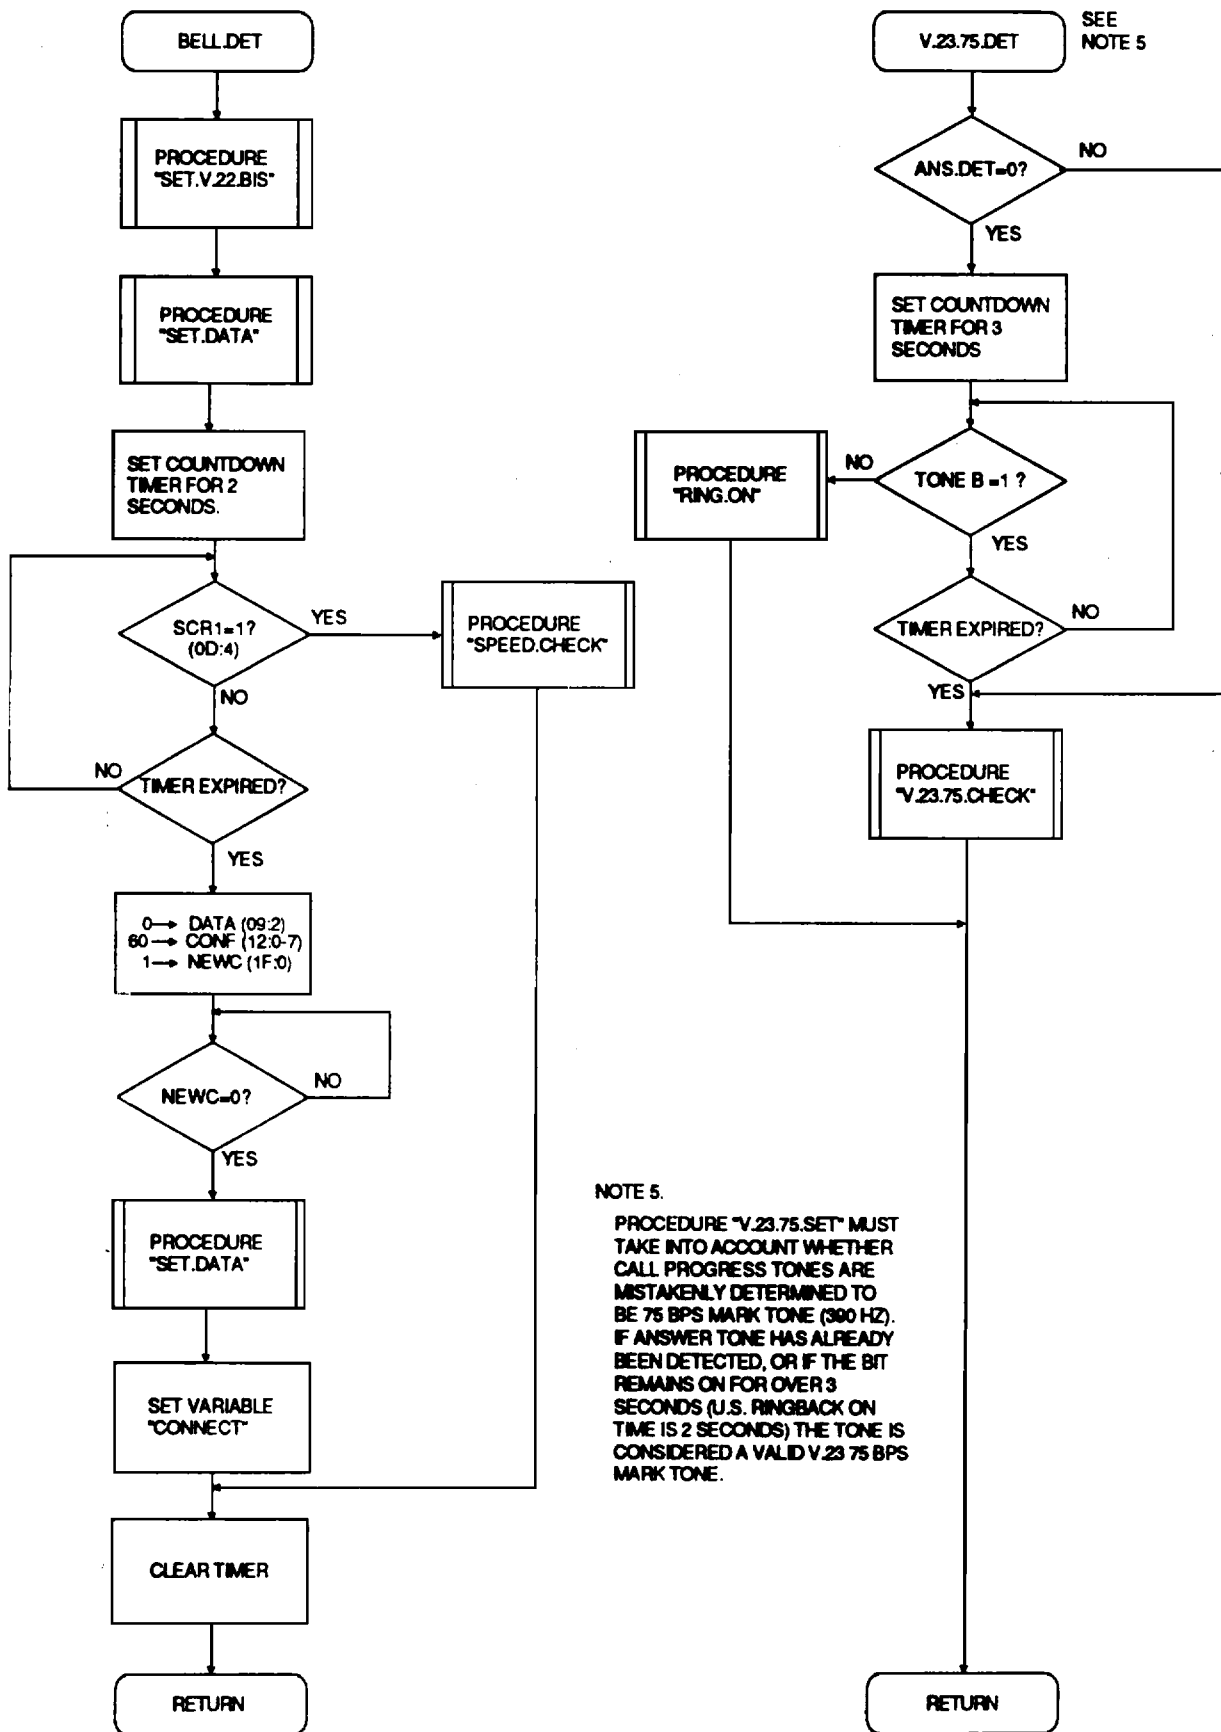 BELL.DET
PROCEDURE
"SET.V.22.BIS"
PROCEDURE
"SET.DATA"
SET COUNTDOWN
TIMER FOR 2
SECONDS.
SCR1=1?
(0D:4)
YES
PROCEDURE
"SPEED.CHECK"
NO
TIMER EXPIRED?
NO
YES
0→ DATA (09:2)
60→ CONF (12:0-7)
1→ NEWC (1F:0)
NEWC=0?
NO
YES
PROCEDURE
"SET.DATA"
SET VARIABLE
"CONNECT"
CLEAR TIMER
RETURN
V.23.75.DET
SEE
NOTE 5
ANS.DET=0?
NO
YES
SET COUNTDOWN
TIMER FOR 3
SECONDS
TONE B =1 ?
NO
PROCEDURE
"RING.ON"
YES
TIMER EXPIRED?
NO
YES
PROCEDURE
"V.23.75.CHECK"
NOTE 5.
PROCEDURE "V.23.75.SET" MUST
TAKE INTO ACCOUNT WHETHER
CALL PROGRESS TONES ARE
MISTAKENLY DETERMINED TO
BE 75 BPS MARK TONE (390 HZ).
IF ANSWER TONE HAS ALREADY
BEEN DETECTED, OR IF THE BIT
REMAINS ON FOR OVER 3
SECONDS (U.S. RINGBACK ON
TIME IS 2 SECONDS) THE TONE IS
CONSIDERED A VALID V.23 75 BPS
MARK TONE.
RETURN